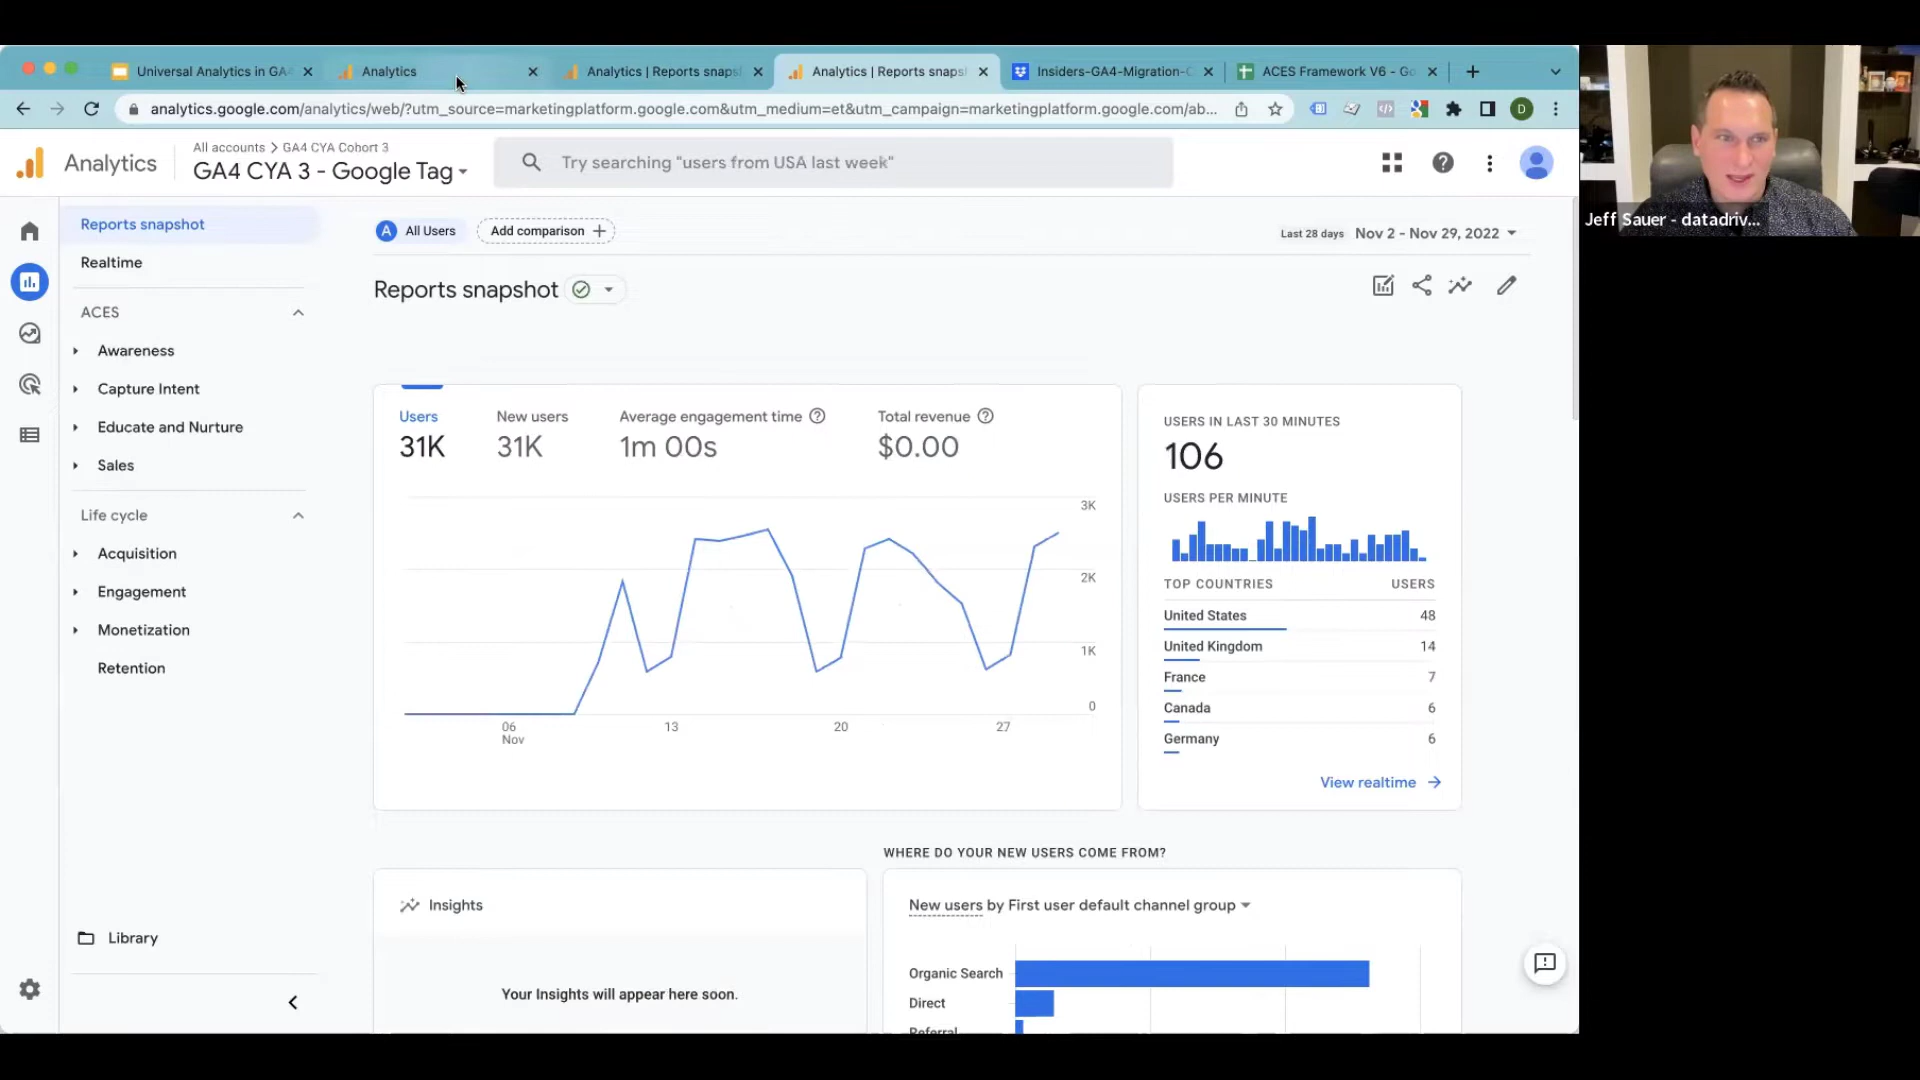 Universal Analytics in GA
Analytics
Analytics | Reports snaps
Analytics | Reports snaps
Insiders-GA4-Migration-C
ACES Framework V6 - Go
analytics.google.com/analytics/web/?utm_source=marketingplatform.google.com&utm_medium=et&utm_campaign=marketingplatform.google.com/ab...
D
Analytics
All accounts > GA4 CYA Cohort 3
GA4 CYA 3 - Google Tag
Try searching "users from USA last week"
Jeff Sauer - datadriv...
Reports snapshot
Realtime
ACES
Awareness
Capture Intent
Educate and Nurture
Sales
Life cycle
Acquisition
Engagement
Monetization
Retention
Library
A All Users
Add comparison +
Last 28 days Nov 2 - Nov 29, 2022
Reports snapshot
Users
31K
New users
31K
Average engagement time
1m 00s
Total revenue
$0.00
3K
2K
1K
0
06
Nov
13
20
27
USERS IN LAST 30 MINUTES
106
USERS PER MINUTE
TOP COUNTRIES USERS
United States 48
United Kingdom 14
France 7
Canada 6
Germany 6
View realtime
Insights
Your Insights will appear here soon.
WHERE DO YOUR NEW USERS COME FROM?
New users by First user default channel group
Organic Search
Direct
Referral